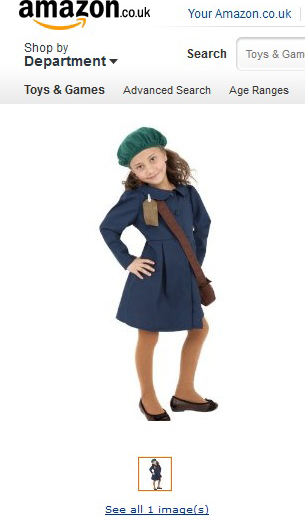 amazon.co.uk
Your Amazon.co.uk
Shop by
Department
Search
Toys & Gam
Toys & Games Advanced Search Age Ranges
See all 1 image(s)